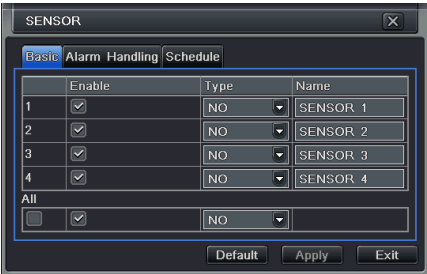 SENSOR
Basic Alarm Handling Schedule
Enable Type Name
1 NO SENSOR 1
2 NO SENSOR 2
3 NO SENSOR 3
4 NO SENSOR 4
All
NO
Default Apply Exit